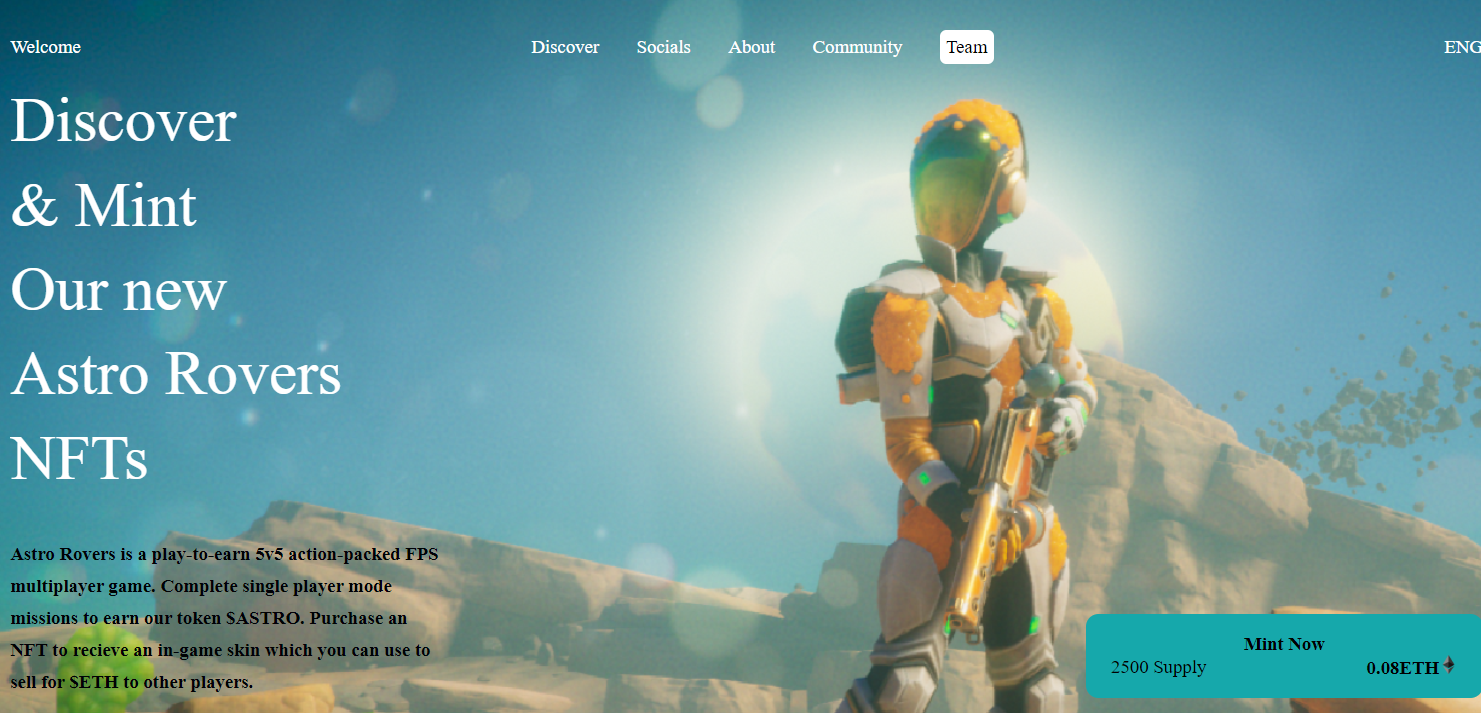 Welcome
Discover
Socials
About
Community
Team
ENG
Discover
& Mint
Our new
Astro Rovers
NFTs
Astro Rovers is a play-to-earn 5v5 action-packed FPS
multiplayer game. Complete single player mode
missions to earn our token $ASTRO. Purchase an
NFT to recieve an in-game skin which you can use to
sell for $ETH to other players.
Mint Now
2500 Supply
0.08ETH